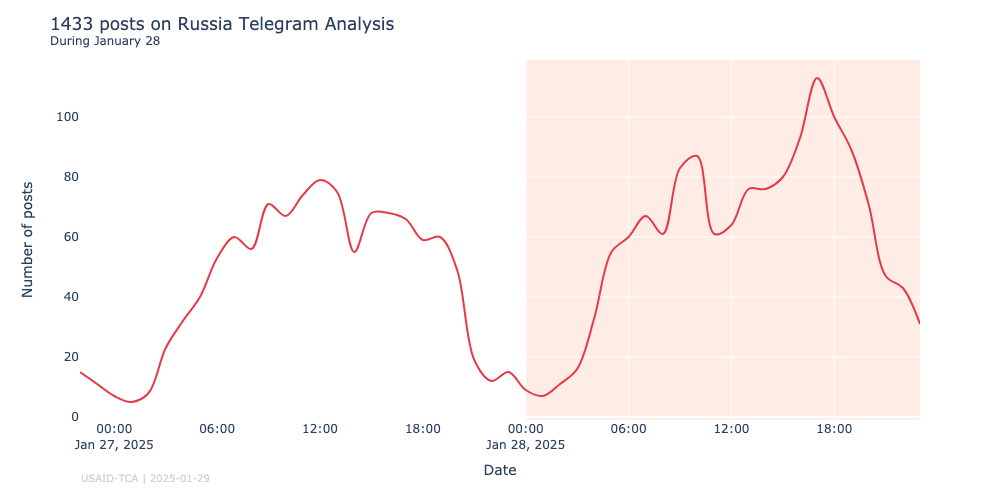 1433 posts on Russia Telegram Analysis
During January 28
Number of posts
100
80
60
40
20
0
00:00 06:00 12:00 18:00 00:00 06:00 12:00 18:00
Jan 27, 2025 Jan 28, 2025
Date
USAID-TCA | 2025-01-29